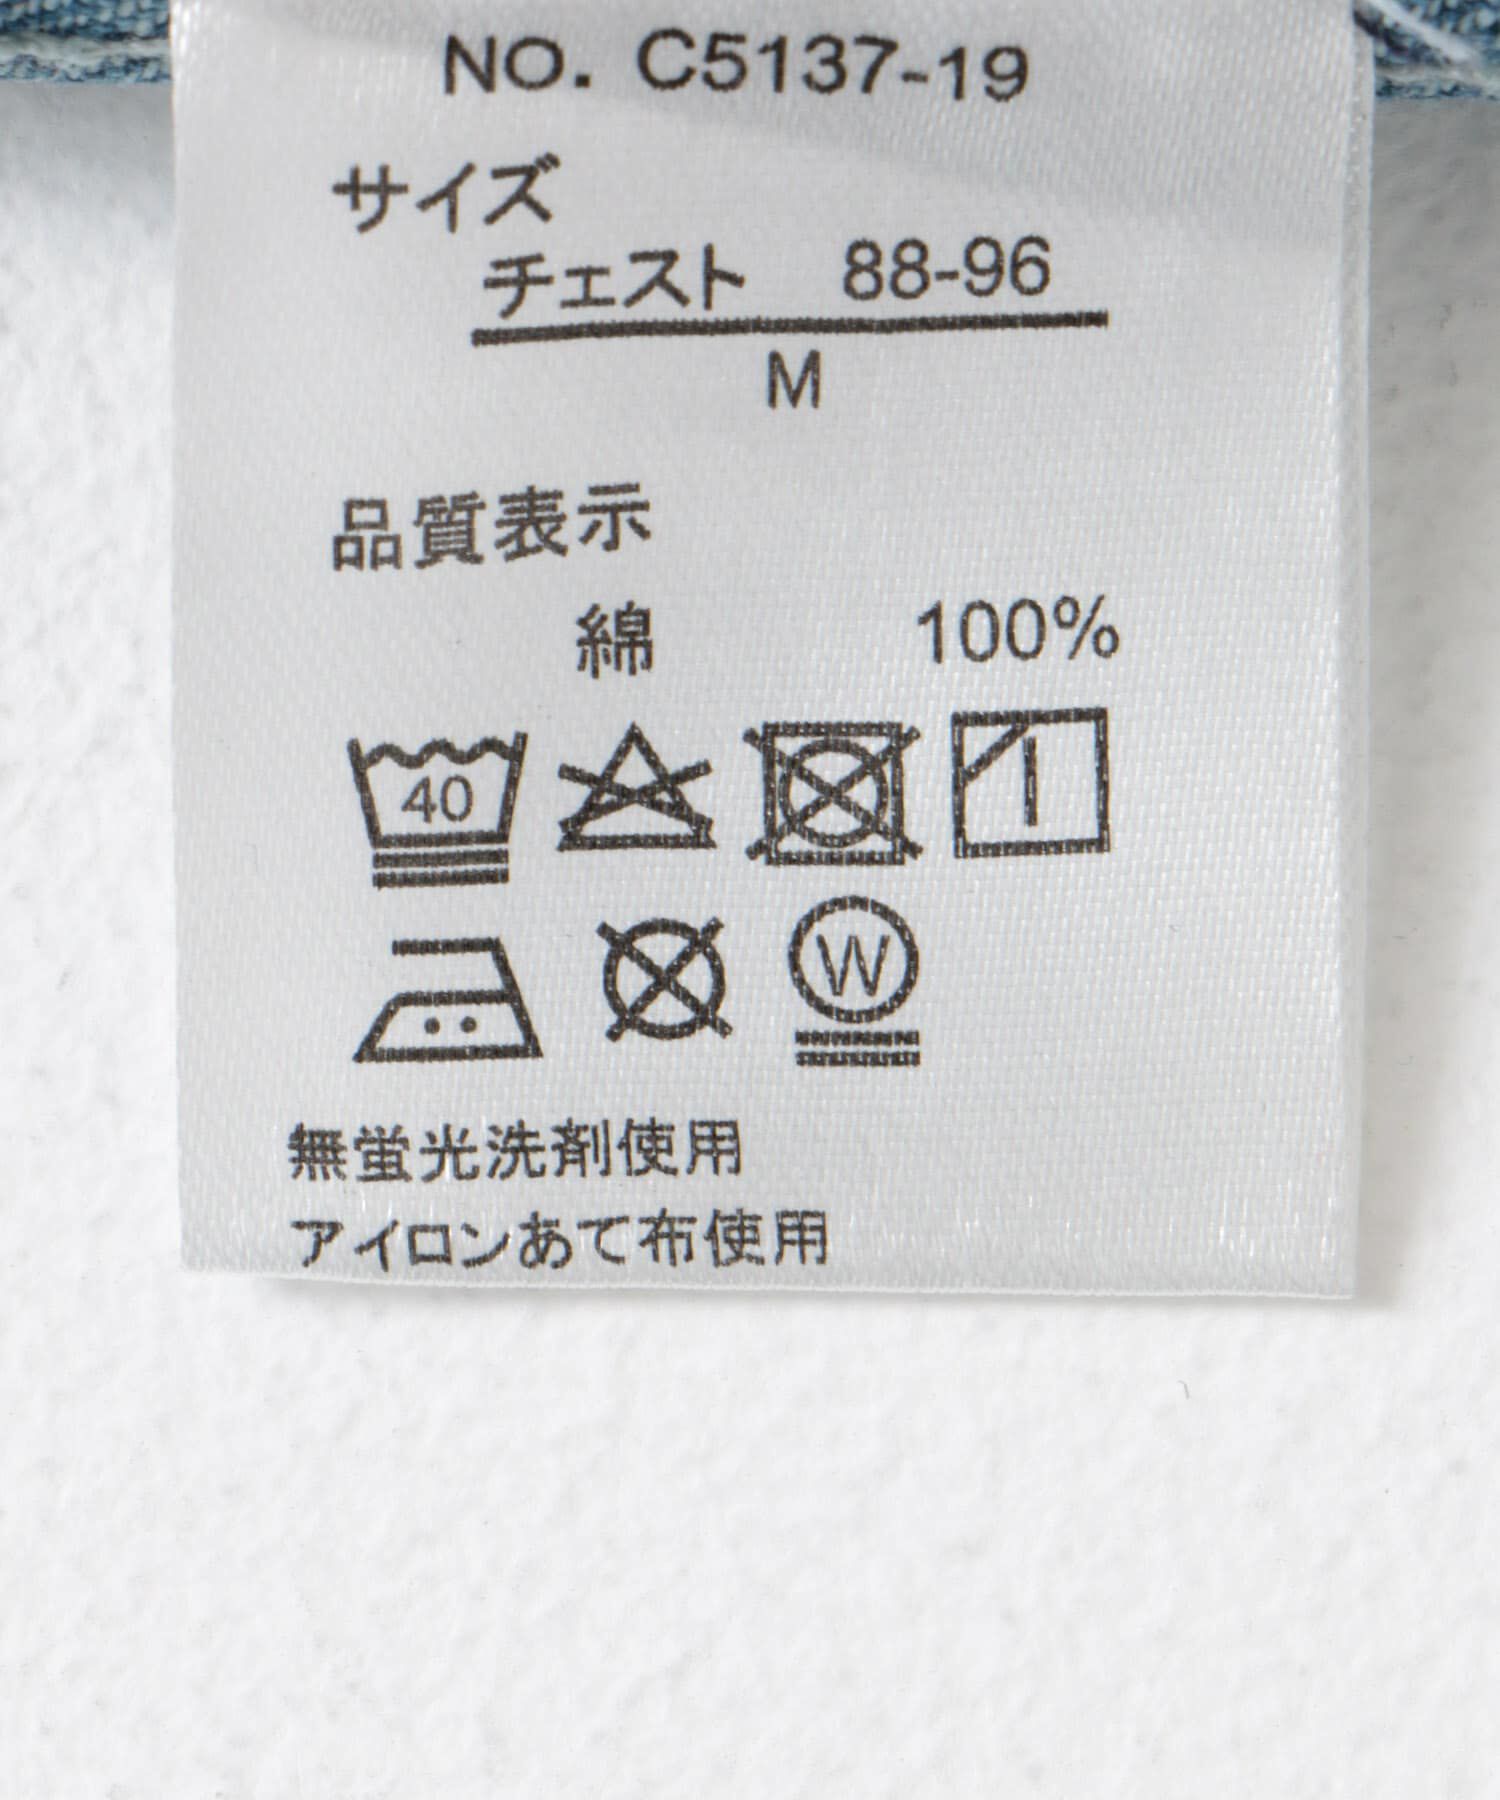 NO. C5137-19
サイズ
チェスト 88-96
M
品質表示
綿 100%
40
W
無蛍光洗剤使用
アイロンあて布使用